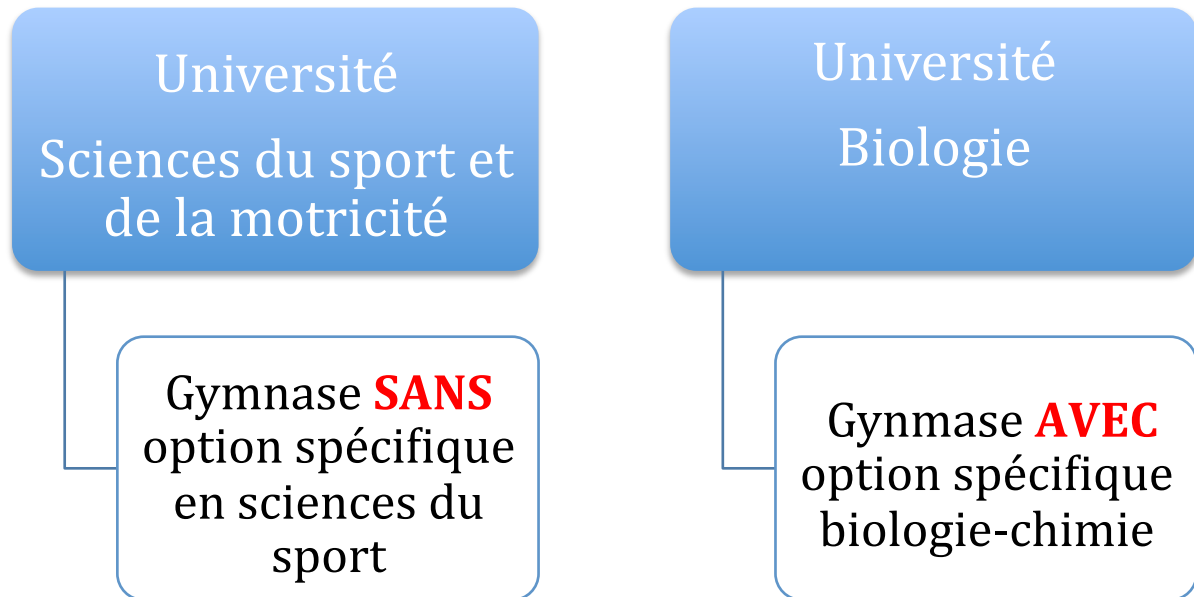 Université
Sciences du sport et
de la motricité
Gymnase SANS
option spécifique
en sciences du
sport
Université
Biologie
Gynmase AVEC
option spécifique
biologie-chimie